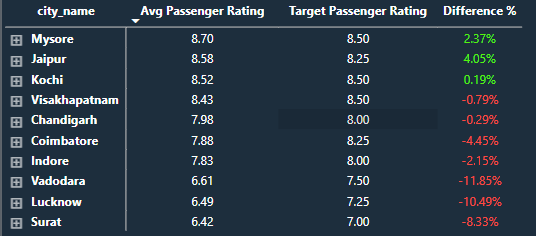 city_name Avg Passenger Rating Target Passenger Rating Difference %
Mysore 8.70 8.50 2.37%
Jaipur 8.58 8.25 4.05%
Kochi 8.52 8.50 0.19%
Visakhapatnam 8.43 8.50 -0.79%
Chandigarh 7.98 8.00 -0.29%
Coimbatore 7.88 8.25 -4.45%
Indore 7.83 8.00 -2.15%
Vadodara 6.61 7.50 -11.85%
Lucknow 6.49 7.25 -10.49%
Surat 6.42 7.00 -8.33%